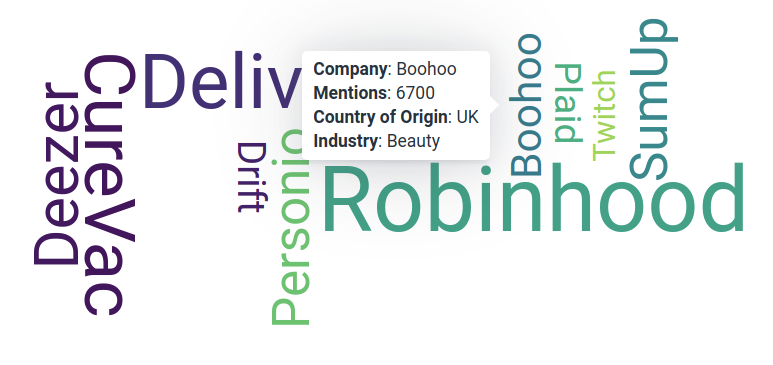 Deezer
CureVac
Deliv
Drift
Personio
Company: Boohoo
Mentions: 6700
Country of Origin: UK
Industry: Beauty
Boohoo
Plaid
Twitch
SumUp
Robinhood